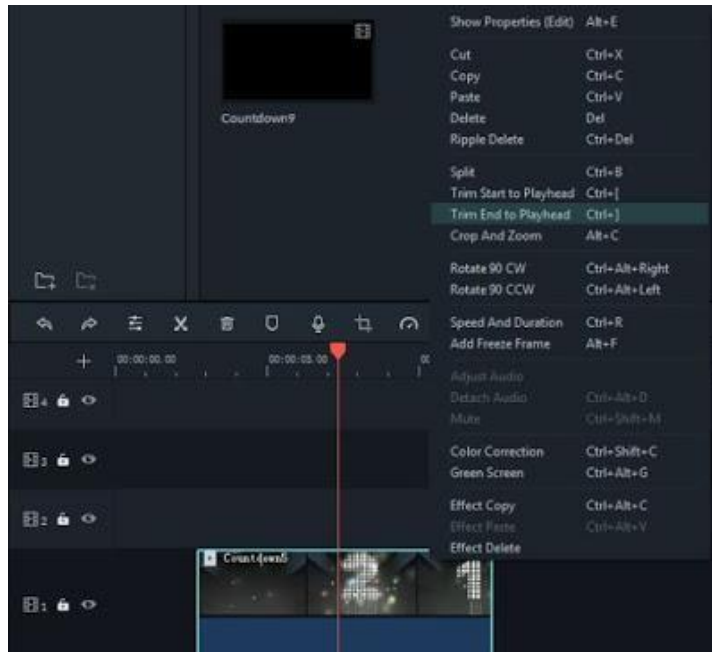 Countdown9
Show Properties (Edit) Alt+E
Cut Ctrl+X
Copy Ctrl+C
Paste Ctrl+V
Delete Del
Ripple Delete Ctrl+Del
Split Ctrl+B
Trim Start to Playhead Ctrl+[
Trim End to Playhead Ctrl+]
Crop And Zoom Alt+C
Rotate 90 CW Ctrl+Alt+Right
Rotate 90 CCW Ctrl+Alt+Left
Speed And Duration Ctrl+R
Add Freeze Frame Alt+F
Adjust Audio
Detach Audio Ctrl+Alt+D
Mute Ctrl+Shift+M
Color Correction Ctrl+Shift+C
Green Screen Ctrl+Alt+G
Effect Copy Ctrl+Alt+C
Effect Paste Ctrl+Alt+V
Effect Delete
00:00:00.00 00:00:05.00 00
4
3
2
1
Countdown5
2 1